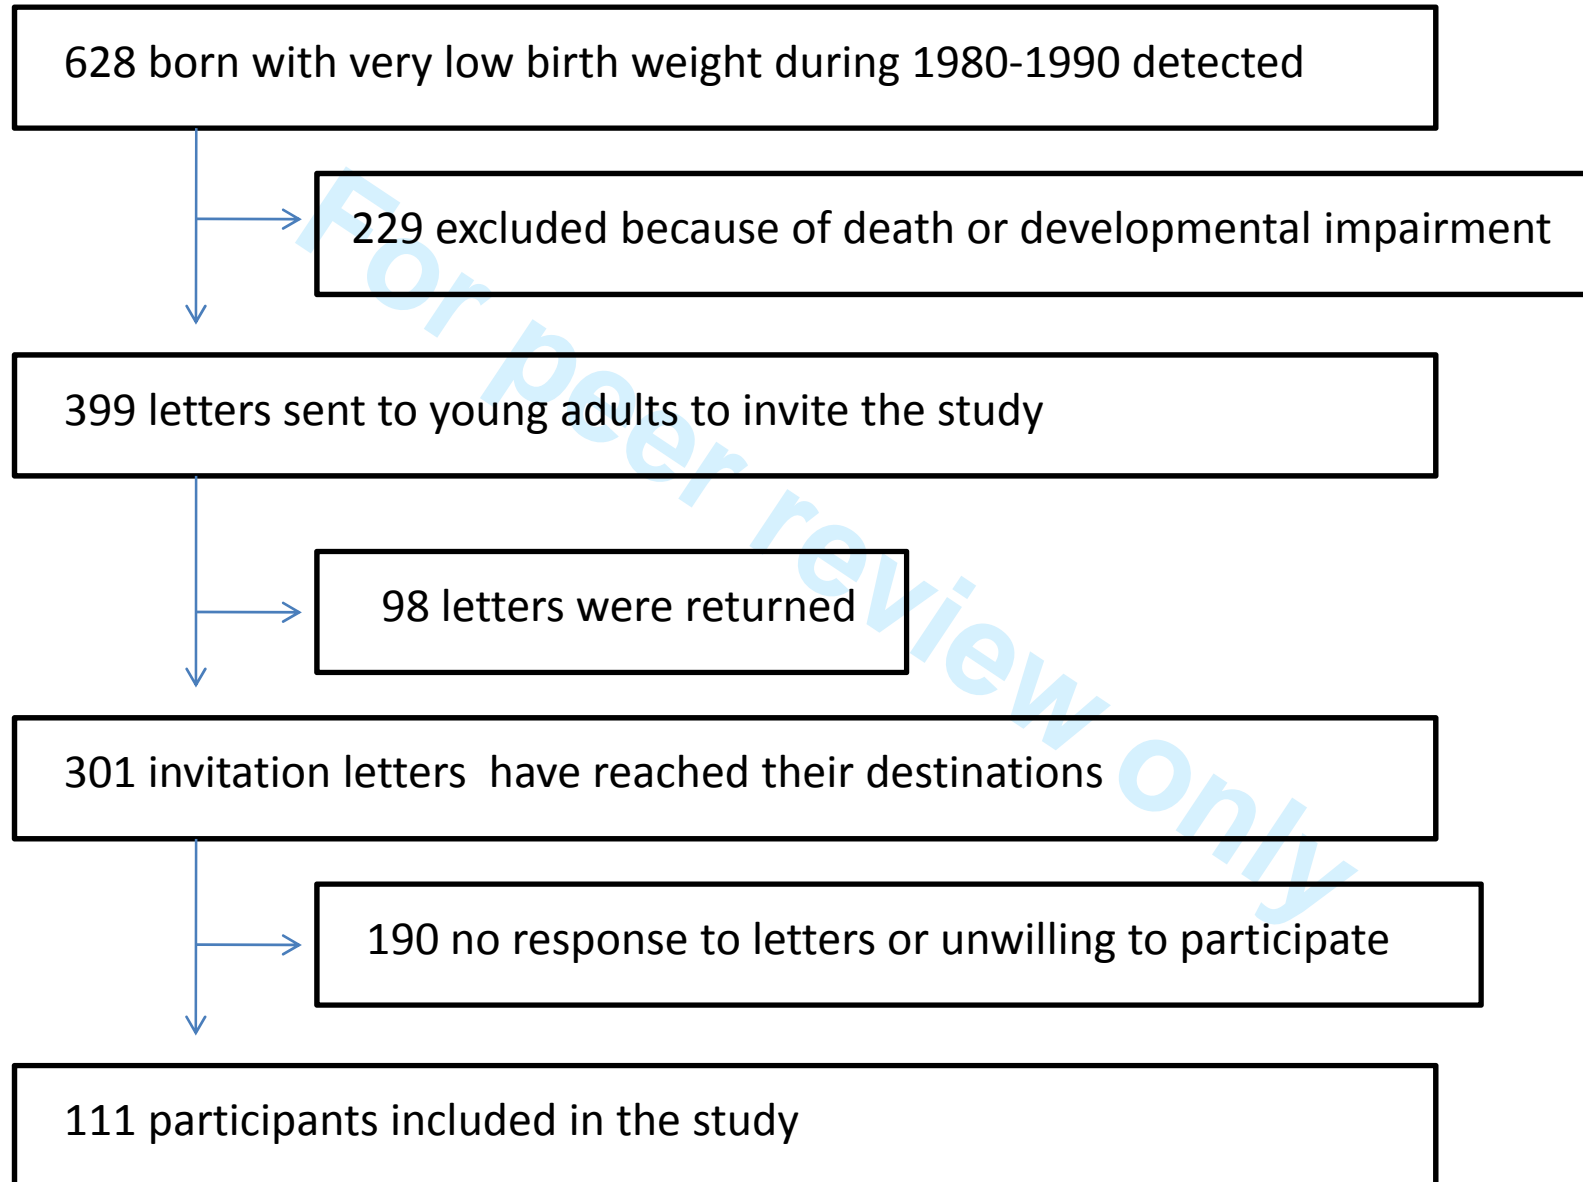 628 born with very low birth weight during 1980-1990 detected
229 excluded because of death or developmental impairment
399 letters sent to young adults to invite the study
98 letters were returned
301 invitation letters  have reached their destinations
190 no response to letters or unwilling to participate
111 participants included in the study
For peer review only